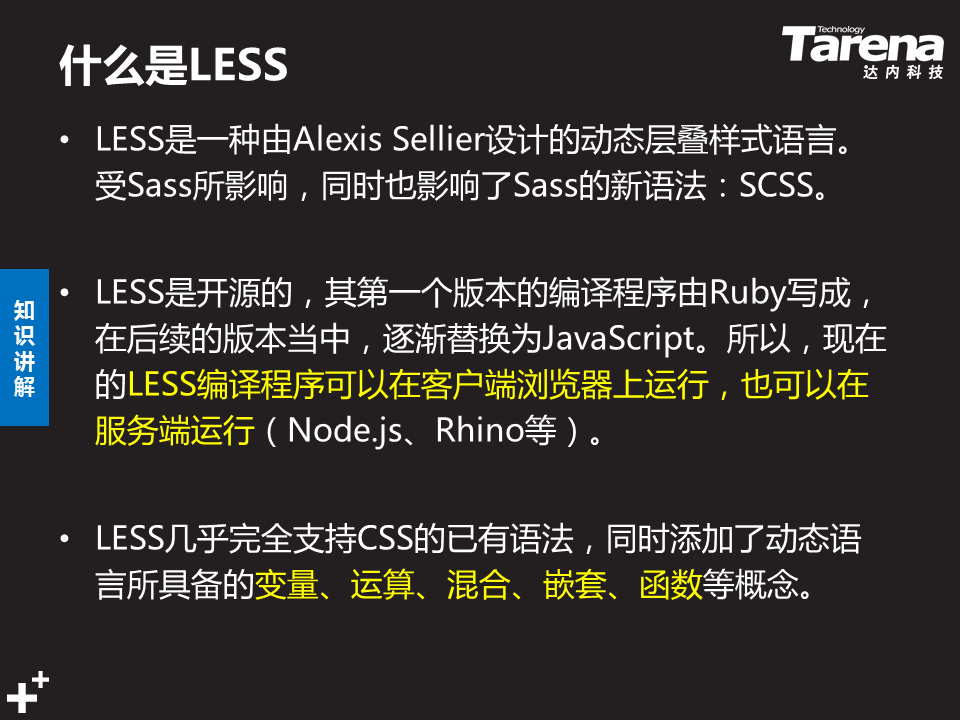 什么是LESS
Technology
Tarena
达内科技
• LESS是一种由Alexis Sellier设计的动态层叠样式语言。
受Sass所影响，同时也影响了Sass的新语法：SCSS。
• LESS是开源的，其第一个版本的编译程序由Ruby写成，
在后续的版本当中，逐渐替换为JavaScript。所以，现在
的LESS编译程序可以在客户端浏览器上运行，也可以在
服务端运行（Node.js、Rhino等）。
• LESS几乎完全支持CSS的已有语法，同时添加了动态语
言所具备的变量、运算、混合、嵌套、函数等概念。
知
识
讲
解